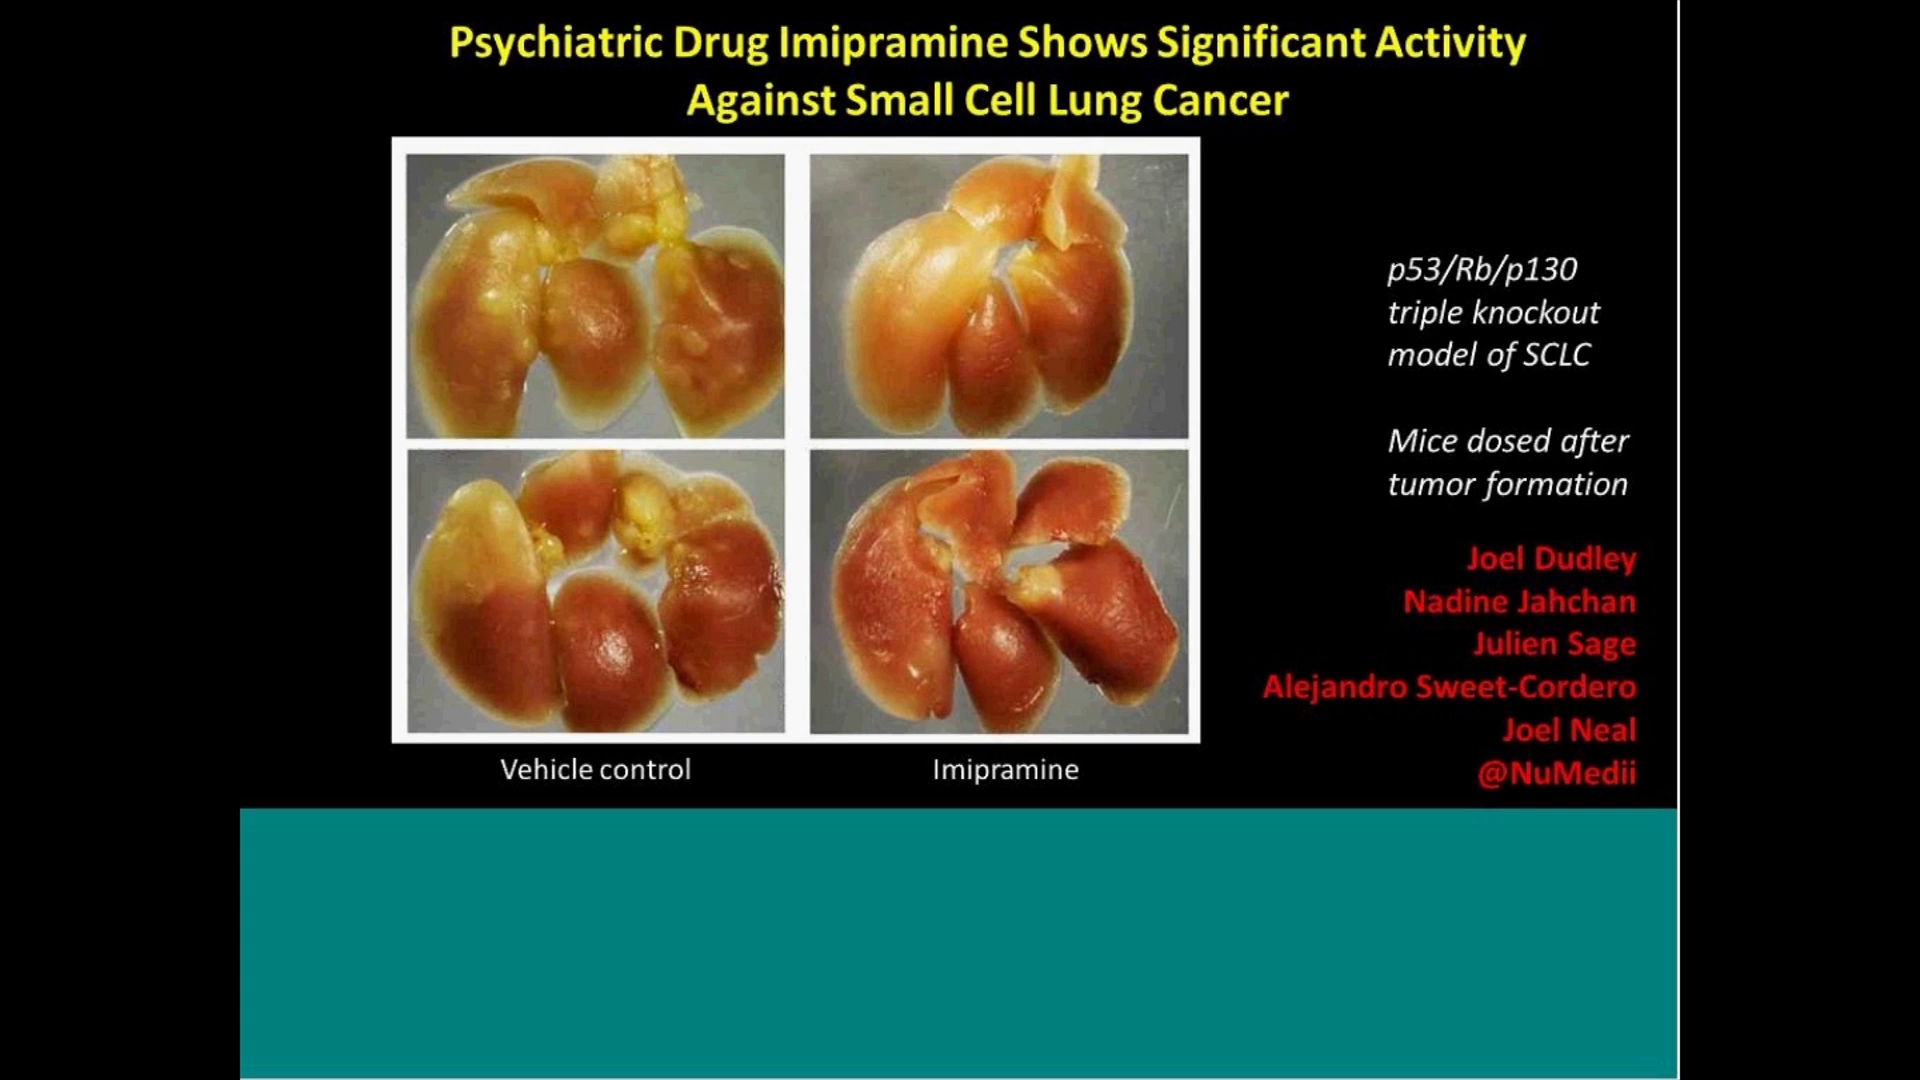 Psychiatric Drug Imipramine Shows Significant Activity
Against Small Cell Lung Cancer
p53/Rb/p130
triple knockout
model of SCLC
Mice dosed after
tumor formation
Joel Dudley
Nadine Jahchan
Julien Sage
Alejandro Sweet-Cordero
Joel Neal
@NuMedii
Vehicle control
Imipramine